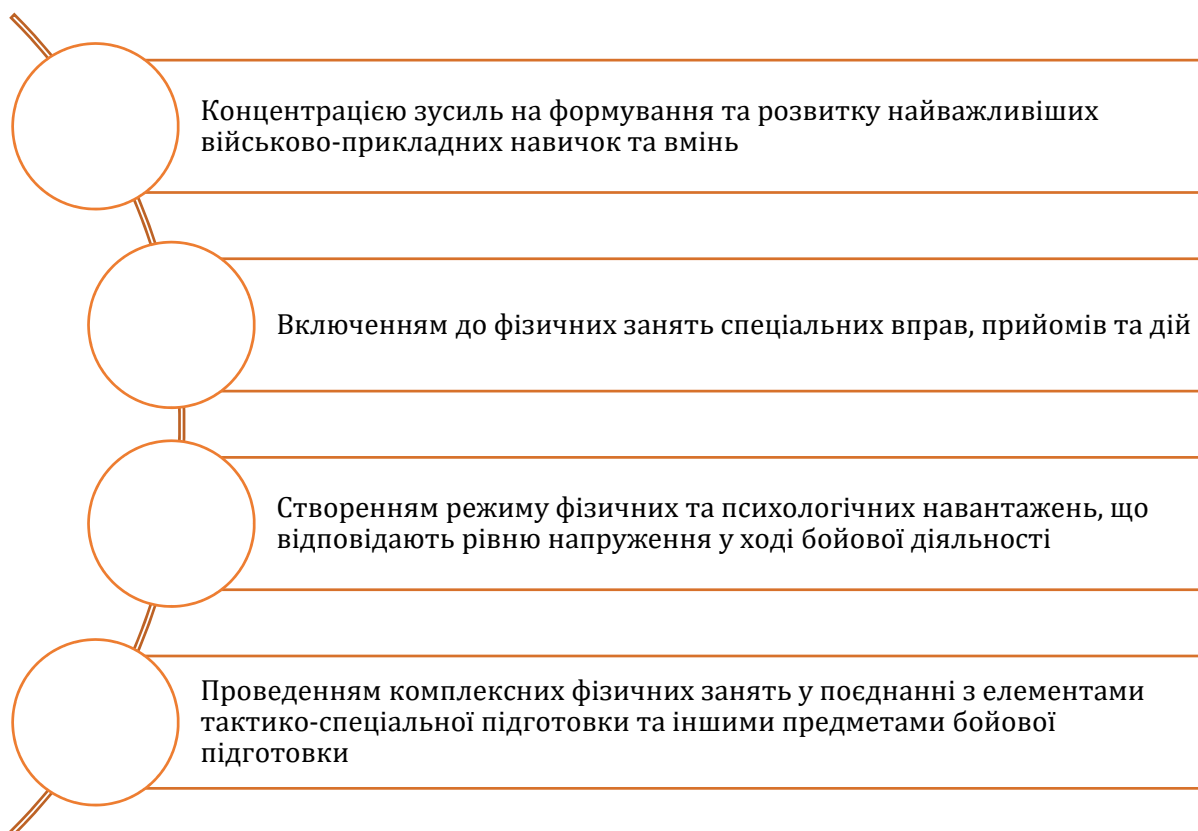 Концентрацією зусиль на формування та розвитку найважливіших
військово-прикладних навичок та вмінь
Включенням до фізичних занять спеціальних вправ, прийомів та дій
Створенням режиму фізичних та психологічних навантажень, що
відповідають рівню напруження у ході бойової діяльності
Проведенням комплексних фізичних занять у поєднанні з елементами
тактико-спеціальної підготовки та іншими предметами бойової
підготовки